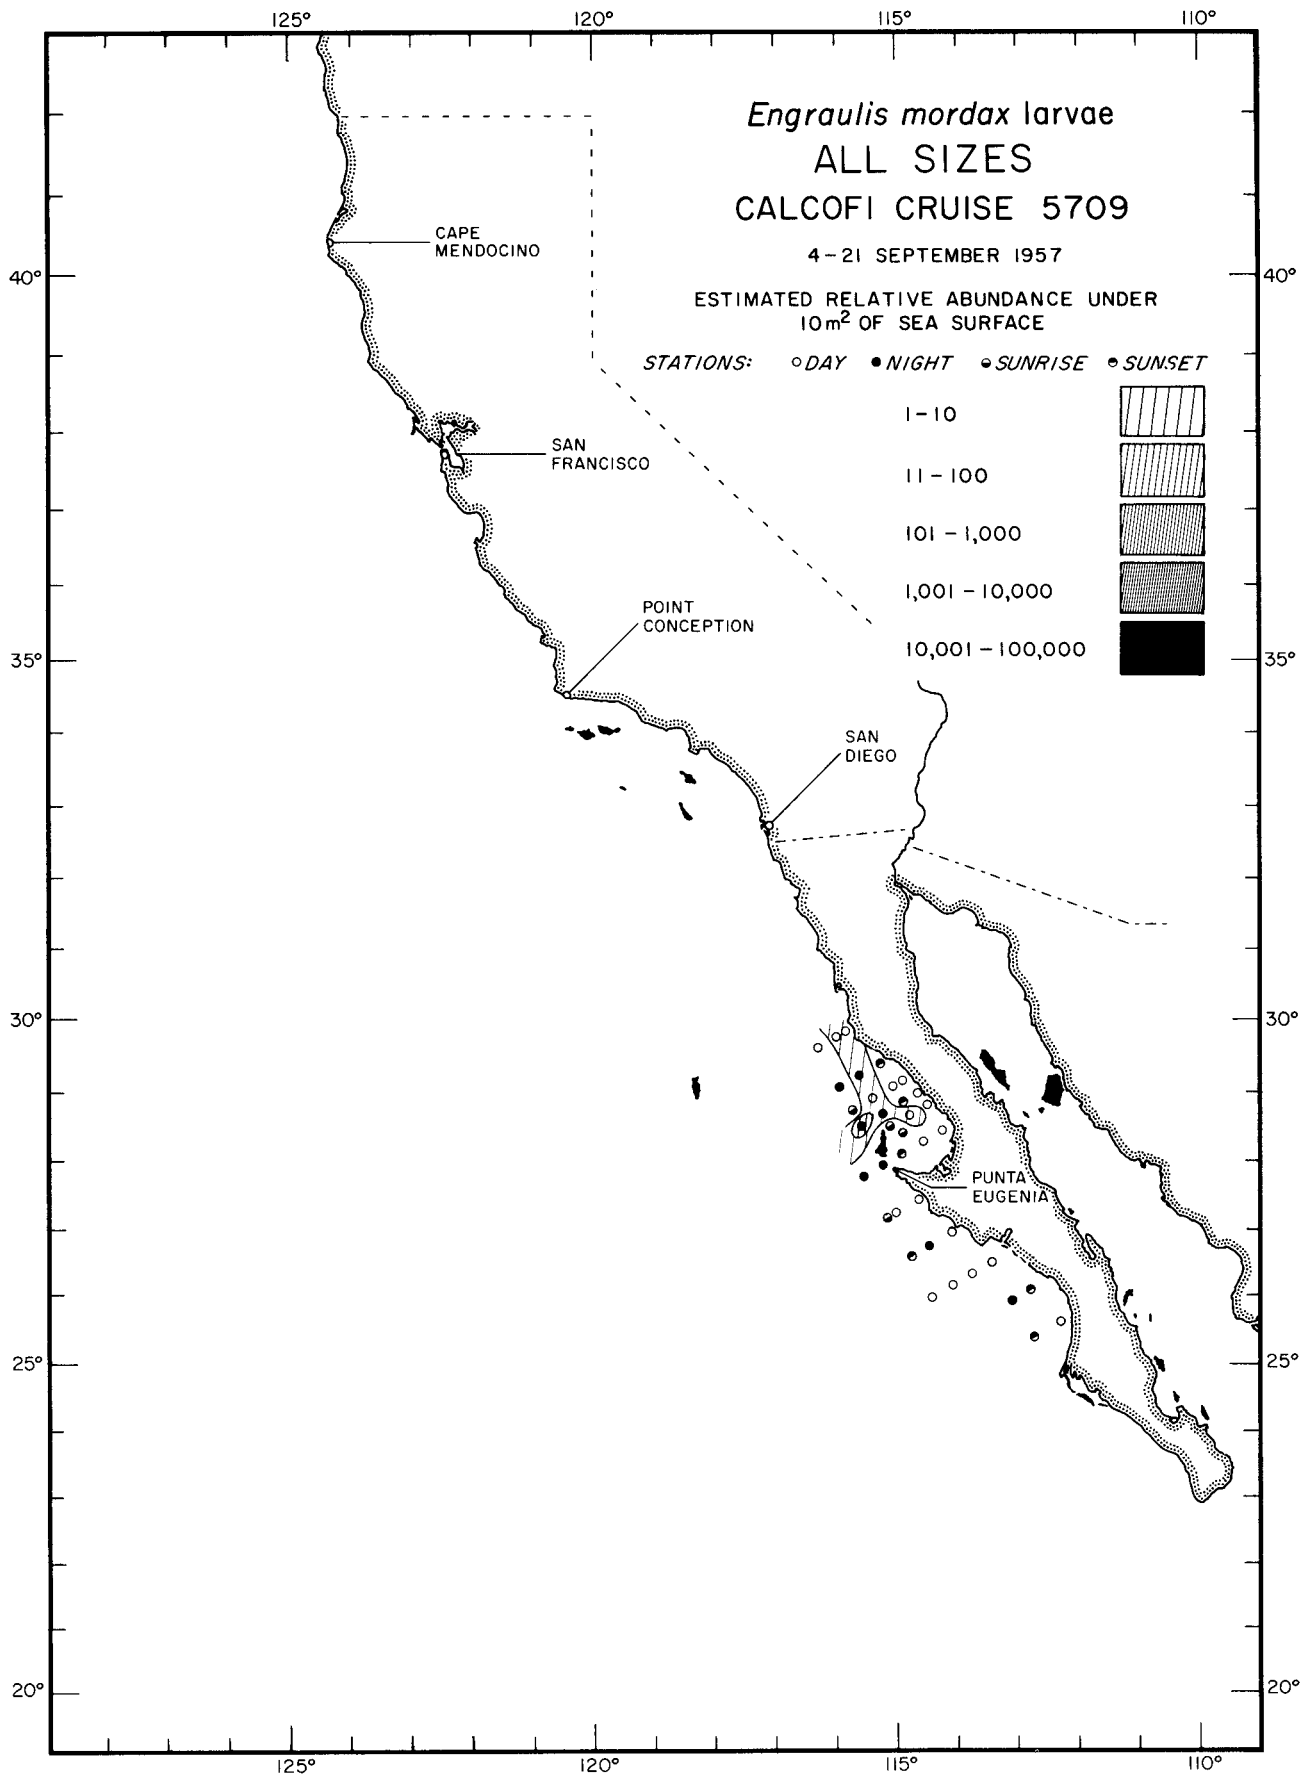 125° 120° 115° 110°
Engraulis mordax larvae
ALL SIZES
CALCOFI CRUISE 5709
4-21 SEPTEMBER 1957
ESTIMATED RELATIVE ABUNDANCE UNDER
10m² OF SEA SURFACE
STATIONS: ○DAY ●NIGHT ◒SUNRISE ◓SUNSET
1-10
11-100
101-1,000
1,001-10,000
10,001-100,000
CAPE
MENDOCINO
40° 40°
SAN
FRANCISCO
POINT
CONCEPTION
35° 35°
SAN
DIEGO
30° 30°
PUNTA
EUGENIA
25° 25°
20° 20°
125° 120° 115° 110°